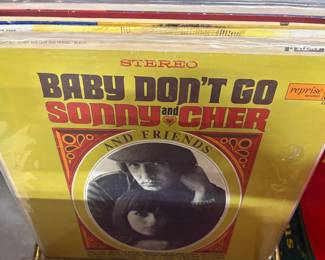 STEREO
BABY DON'T GO
reprise
SONNY and CHER
AND FRIENDS